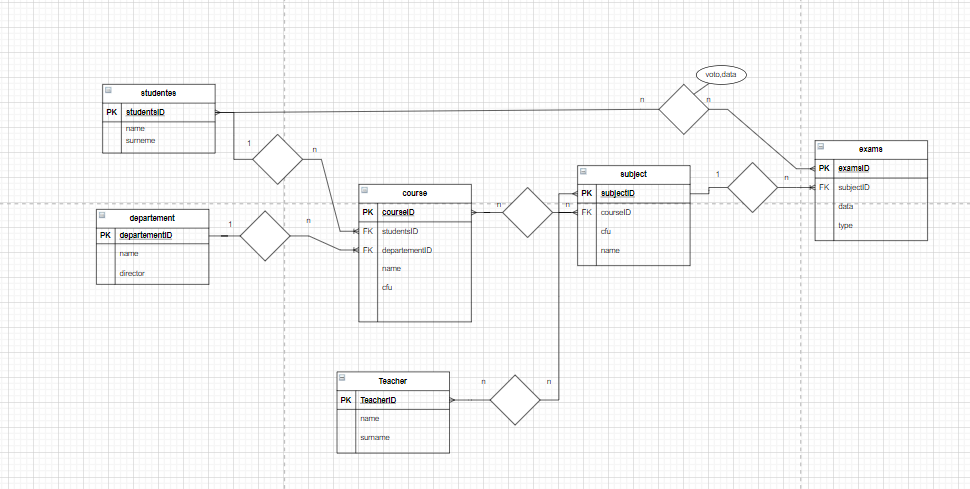 voto,data
n
n
studentes
PK studentsID
name
surneme
1
n
exams
PK examsID
FK subjectID
data
type
subject
PK subjectID
FK courseID
cfu
name
1
n
course
PK courseID
FK studentsID
FK departementID
name
cfu
n
n
departement
PK departementID
name
director
1
n
Teacher
PK TeacherID
name
surname
n
n